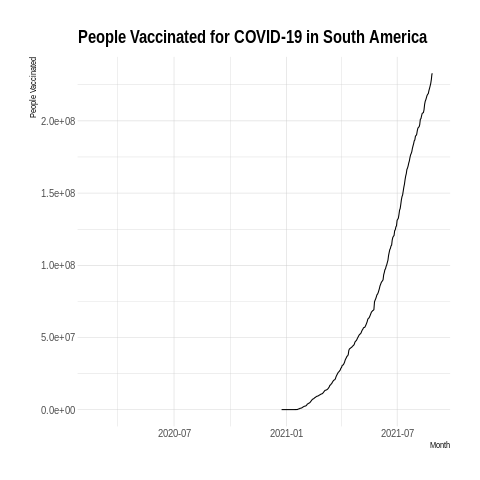 People Vaccinated for COVID-19 in South America
People Vaccinated
2.0e+08
1.5e+08
1.0e+08
5.0e+07
0.0e+00
2020-07
2021-01
2021-07
Month